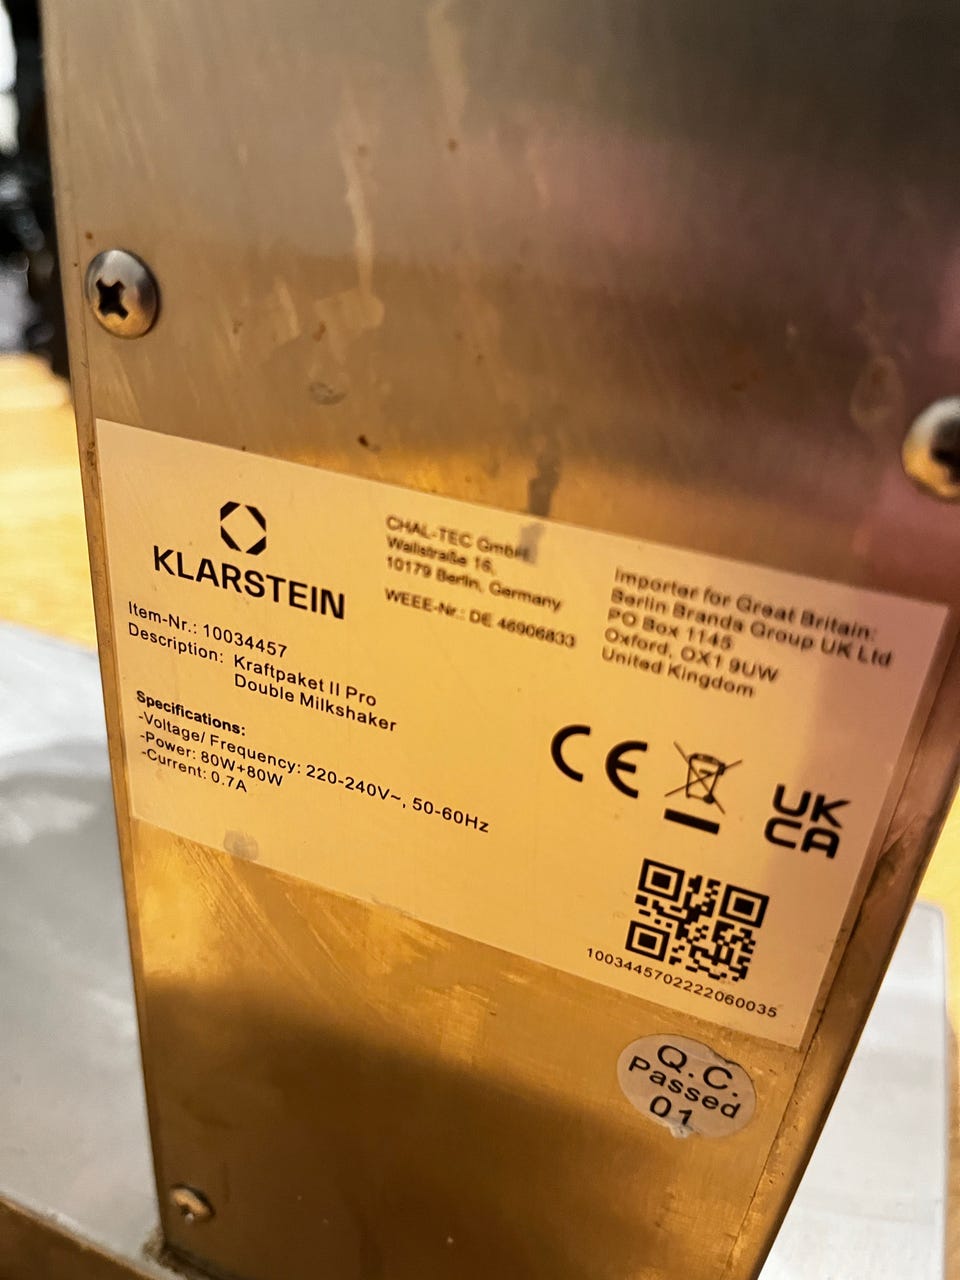 KLARSTEIN
Item-Nr.: 10034457
Description: Kraftpaket II Pro
Double Milkshaker
Specifications:
-Voltage/ Frequency: 220-240V~, 50-60Hz
-Power: 80W+80W
-Current: 0.7A
CHAL-TEC GmbH,
Wallstraße 16,
10179 Berlin, Germany
WEEE-Nr.: DE 46906833
Importer for Great Britain:
Berlin Brands Group UK Ltd
PO Box 1145
Oxford, OX1 9UW
United Kingdom
CE
UK
CA
1003445702222060035
Q.C.
Passed
01